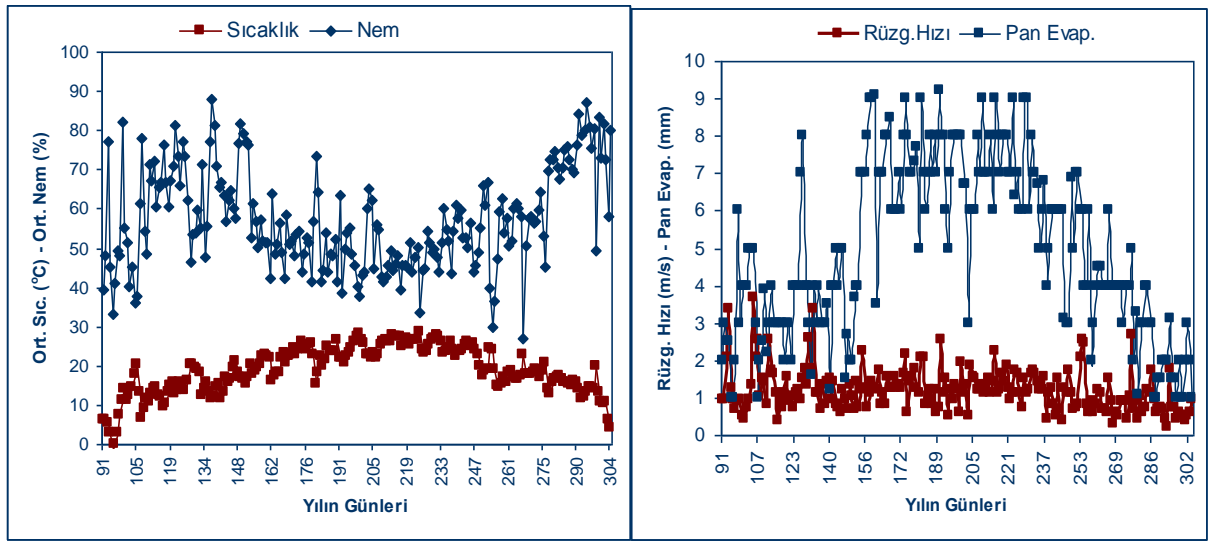 Sıcaklık Nem
100
90
80
70
60
50
40
30
20
10
0
Ort. Sıc. (°C) - Ort. Nem (%)
91 105 119 134 148 162 176 191 205 219 233 247 261 275 290 304
Yılın Günleri
Rüzg.Hızı Pan Evap.
10
9
8
7
6
5
4
3
2
1
0
Rüzg. Hızı (m/s) - Pan Evap. (mm)
91 107 123 140 156 172 189 205 221 237 253 269 286 302
Yılın Günleri